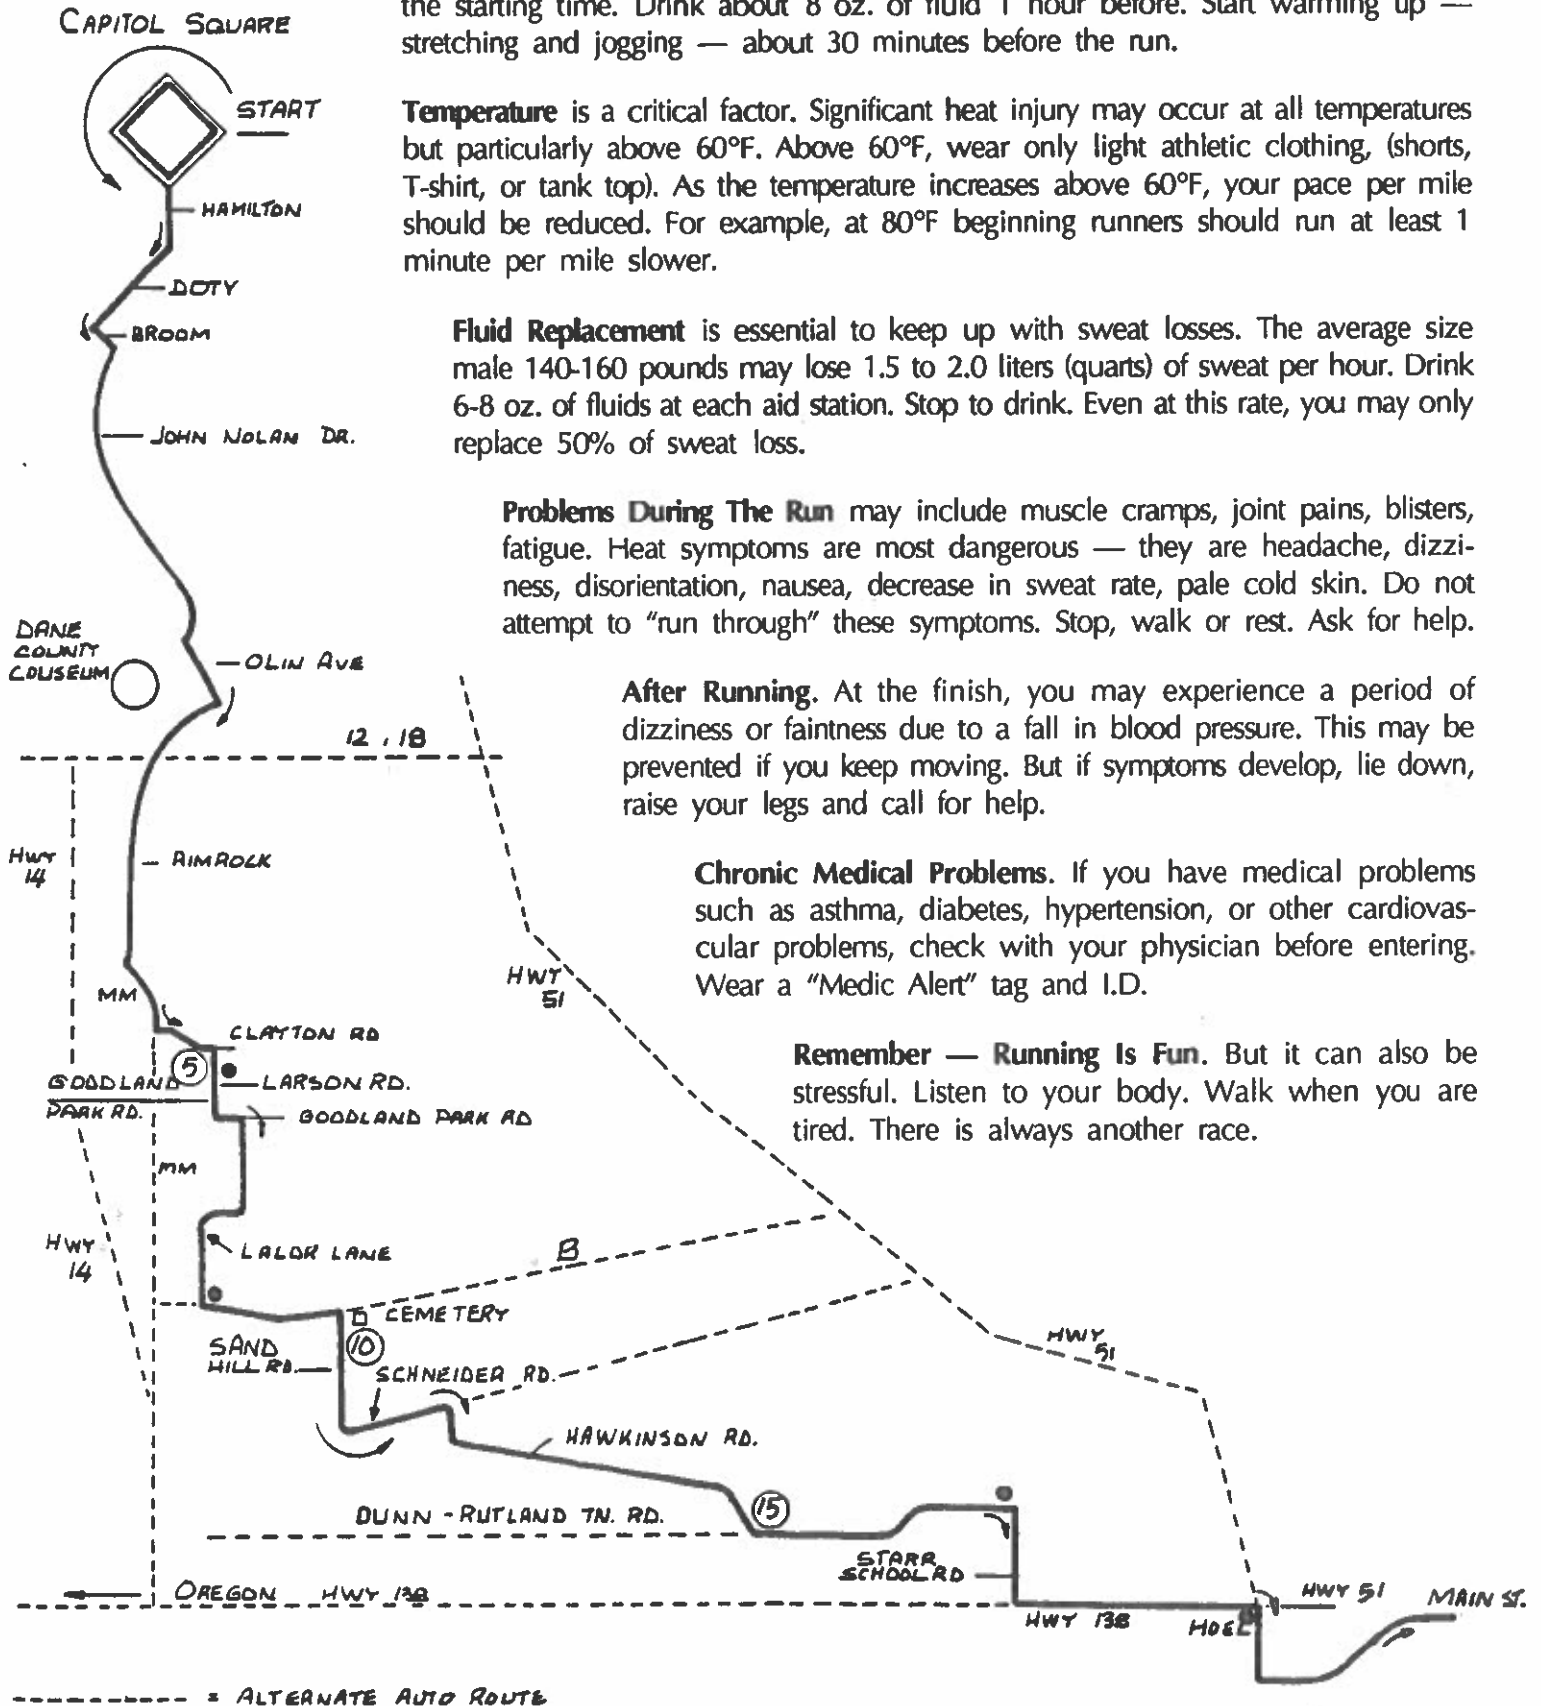 the starting time. Drink about 8 oz. of fluid 1 hour before. Start warming up —
stretching and jogging — about 30 minutes before the run.
Temperature is a critical factor. Significant heat injury may occur at all temperatures
but particularly above 60°F. Above 60°F, wear only light athletic clothing, (shorts,
T-shirt, or tank top). As the temperature increases above 60°F, your pace per mile
should be reduced. For example, at 80°F beginning runners should run at least 1
minute per mile slower.
Fluid Replacement is essential to keep up with sweat losses. The average size
male 140-160 pounds may lose 1.5 to 2.0 liters (quarts) of sweat per hour. Drink
6-8 oz. of fluids at each aid station. Stop to drink. Even at this rate, you may only
replace 50% of sweat loss.
Problems During The Run may include muscle cramps, joint pains, blisters,
fatigue. Heat symptoms are most dangerous — they are headache, dizzi-
ness, disorientation, nausea, decrease in sweat rate, pale cold skin. Do not
attempt to "run through" these symptoms. Stop, walk or rest. Ask for help.
After Running. At the finish, you may experience a period of
dizziness or faintness due to a fall in blood pressure. This may be
prevented if you keep moving. But if symptoms develop, lie down,
raise your legs and call for help.
Chronic Medical Problems. If you have medical problems
such as asthma, diabetes, hypertension, or other cardiovas-
cular problems, check with your physician before entering.
Wear a "Medic Alert" tag and I.D.
Remember — Running Is Fun. But it can also be
stressful. Listen to your body. Walk when you are
tired. There is always another race.
CAPITOL SQUARE
START
HAMILTON
DOTY
BROOM
JOHN NOLAN DR.
DANE
COUNTY
COLISEUM
OLIN AVE
12, 18
HWY
14
RIMROCK
HWY
51
MM
CLAYTON RD
5
GOODLAND
PARK RD.
LARSON RD.
GOODLAND PARK RD
MM
HWY
14
LALOR LANE
B
CEMETERY
10
SAND
HILL RD.
SCHNEIDER RD.
HWY
51
HAWKINSON RD.
15
DUNN - RUTLAND TN. RD.
STARR
SCHOOL RD
OREGON HWY 138
HWY 138
HOEL
HWY 51
MAIN ST.
--------- = ALTERNATE AUTO ROUTE